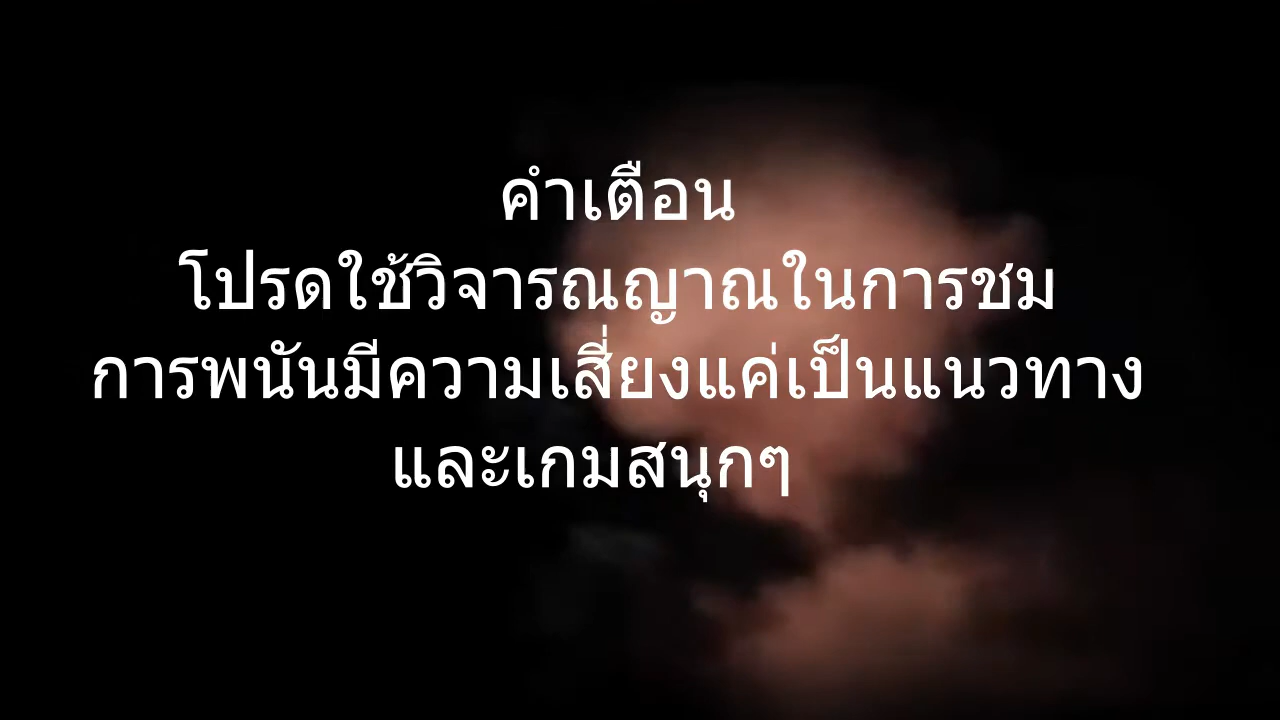 คำเตือน
โปรดใช้วิจารณญาณในการชม
การพนันมีความเสี่ยงแค่เป็นแนวทาง
และเกมสนุกๆ